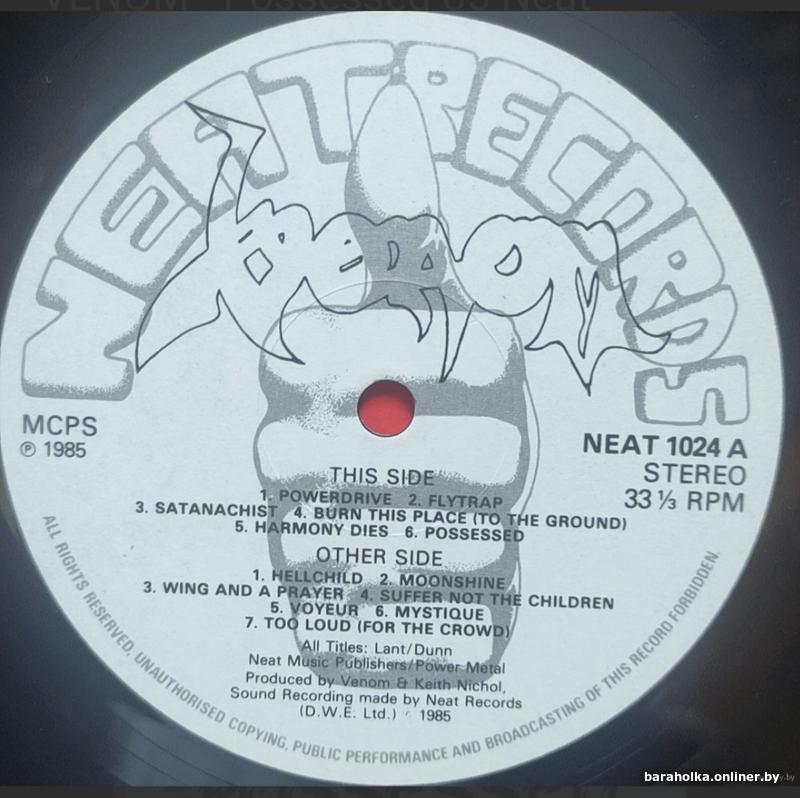 VENOM - Possessed 85 Neat
NEAT RECORDS
VENOM
MCPS
℗ 1985
NEAT 1024 A
STEREO
33 ⅓ RPM
THIS SIDE
1. POWERDRIVE 2. FLYTRAP
3. SATANACHIST 4. BURN THIS PLACE (TO THE GROUND)
5. HARMONY DIES 6. POSSESSED
OTHER SIDE
1. HELLCHILD 2. MOONSHINE
3. WING AND A PRAYER 4. SUFFER NOT THE CHILDREN
5. VOYEUR 6. MYSTIQUE
7. TOO LOUD (FOR THE CROWD)
All Titles: Lant/Dunn
Neat Music Publishers/Power Metal
Produced by Venom & Keith Nichol,
Sound Recording made by Neat Records
(D.W.E. Ltd.) 1985
ALL RIGHTS RESERVED. UNAUTHORISED COPYING, PUBLIC PERFORMANCE AND BROADCASTING OF THIS RECORD FORBIDDEN.
baraholka.onliner.by